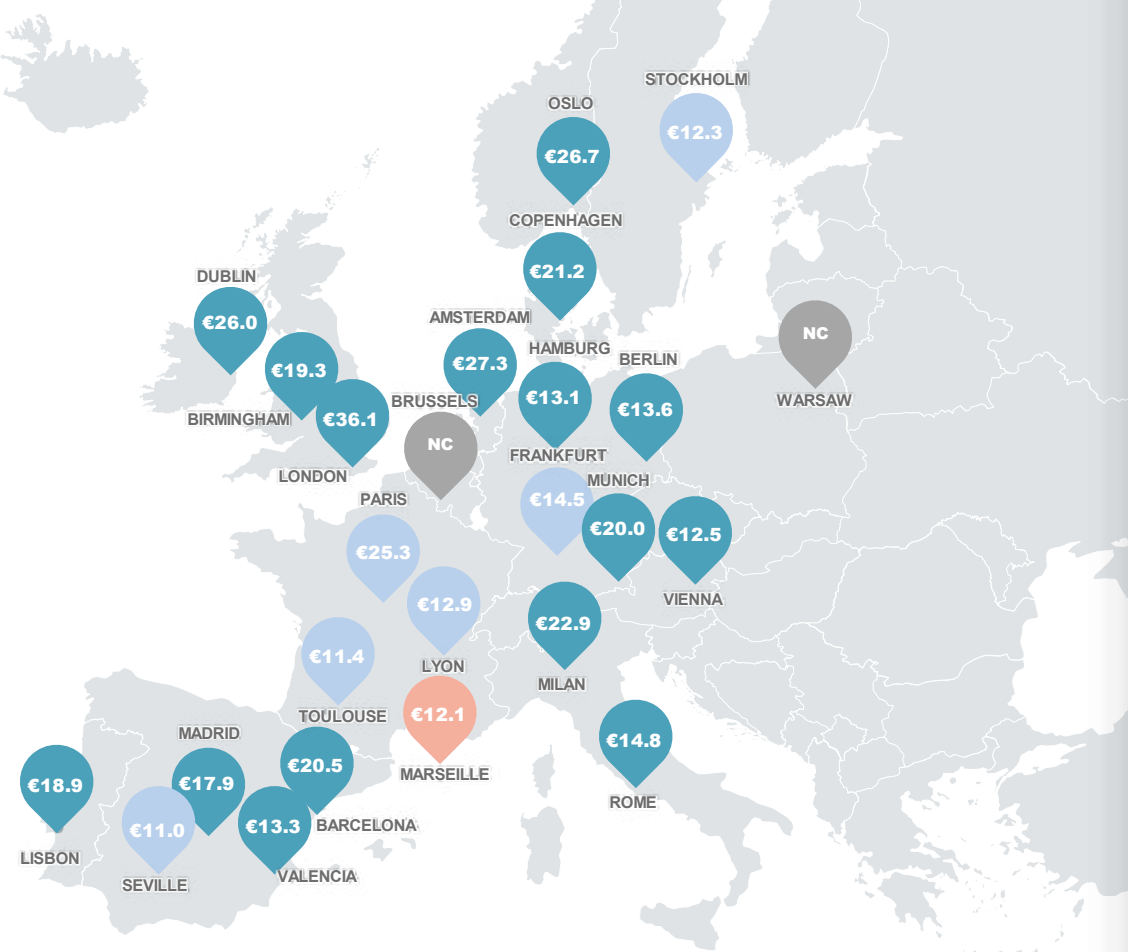 STOCKHOLM
€12.3
OSLO
€26.7
COPENHAGEN
€21.2
DUBLIN
€26.0
AMSTERDAM
€27.3
HAMBURG
€13.1
BERLIN
€13.6
NC
WARSAW
€19.3
BIRMINGHAM
€36.1
LONDON
BRUSSELS
NC
FRANKFURT
€14.5
MUNICH
€20.0
€12.5
VIENNA
PARIS
€25.3
€12.9
LYON
€22.9
MILAN
€11.4
TOULOUSE
€12.1
MARSEILLE
€14.8
ROME
MADRID
€17.9
€20.5
BARCELONA
€18.9
LISBON
€11.0
SEVILLE
€13.3
VALENCIA